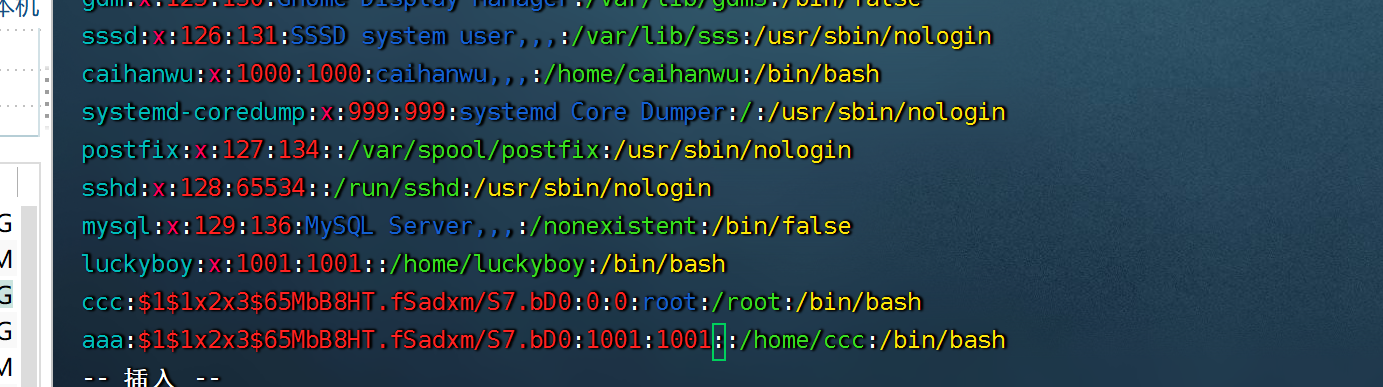 本机
gdm:x:125:130:Gnome Display Manager:/var/lib/gdm3:/bin/false
sssd:x:126:131:SSSD system user,,,:/var/lib/sss:/usr/sbin/nologin
caihanwu:x:1000:1000:caihanwu,,,:/home/caihanwu:/bin/bash
systemd-coredump:x:999:999:systemd Core Dumper:/:/usr/sbin/nologin
postfix:x:127:134::/var/spool/postfix:/usr/sbin/nologin
sshd:x:128:65534::/run/sshd:/usr/sbin/nologin
G
mysql:x:129:136:MySQL Server,,,:/nonexistent:/bin/false
M
luckyboy:x:1001:1001::/home/luckyboy:/bin/bash
G
ccc:$1$1x2x3$65MbB8HT.fSadxm/S7.bD0:0:0:root:/root:/bin/bash
G
aaa:$1$1x2x3$65MbB8HT.fSadxm/S7.bD0:1001:1001::/home/ccc:/bin/bash
M
-- 插入 --